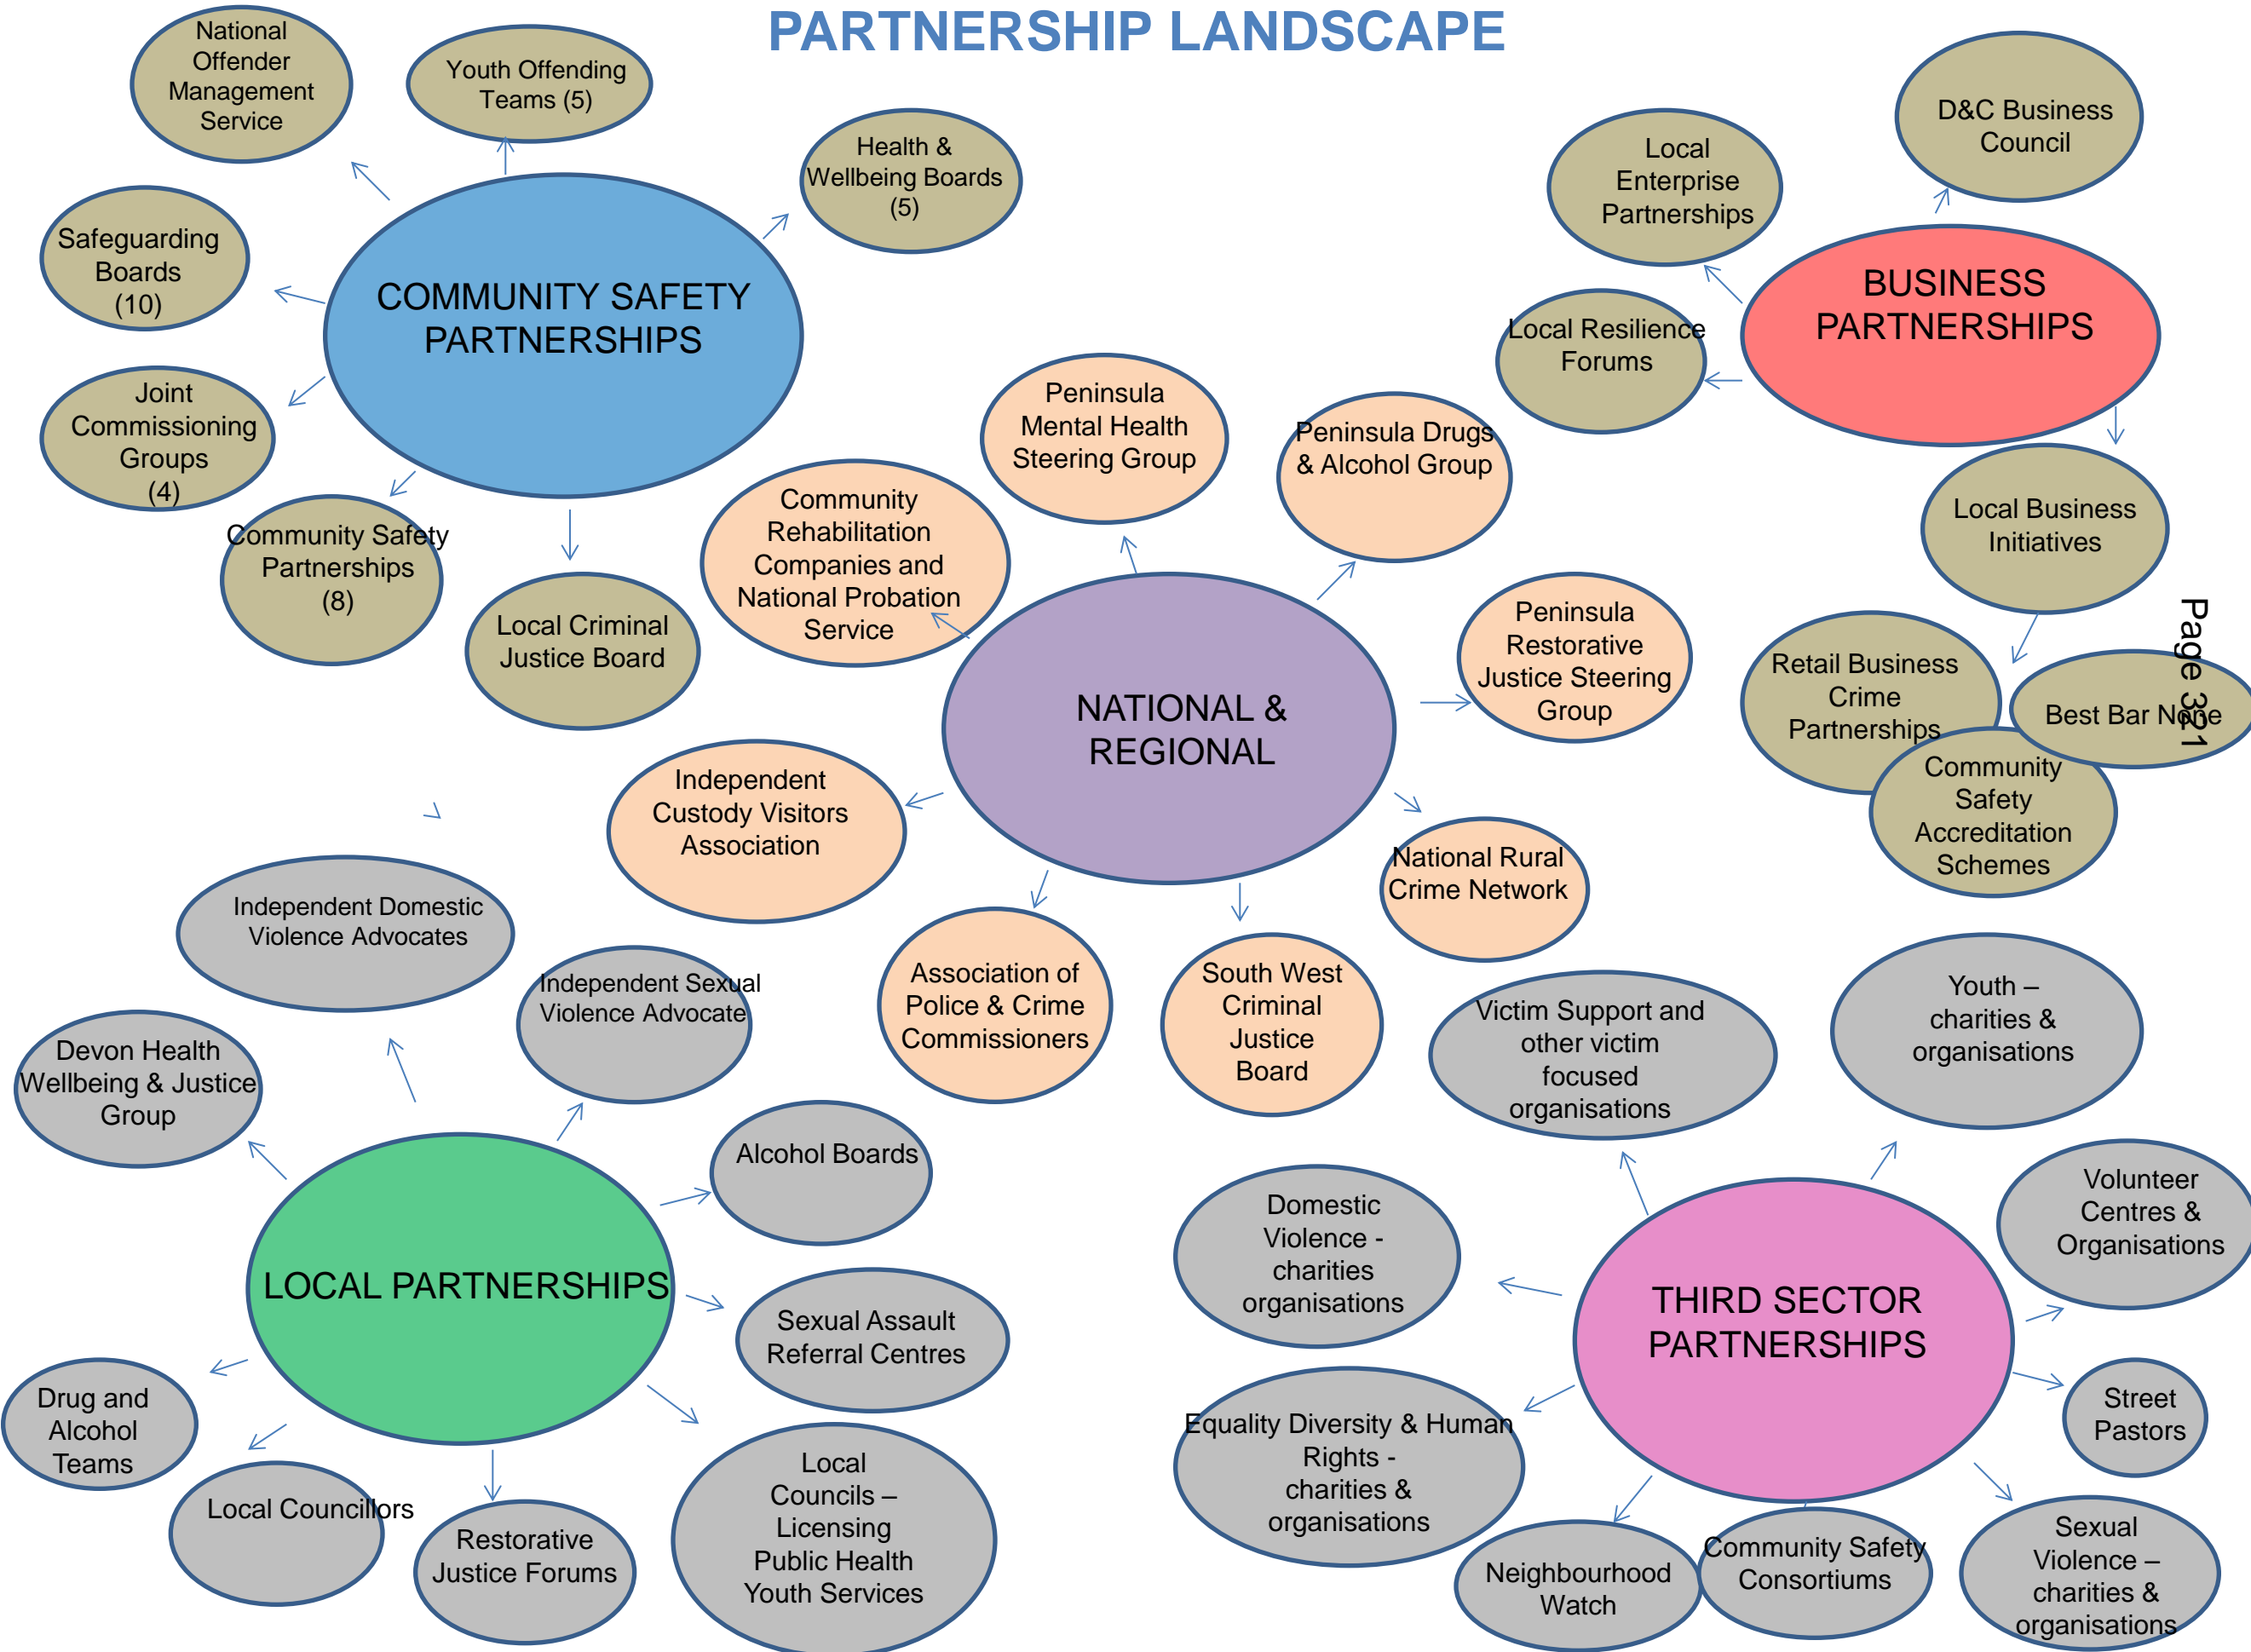 PARTNERSHIP LANDSCAPE
National
Offender
Management
Service
Youth Offending
Teams (5)
Health &
Wellbeing Boards
(5)
Safeguarding
Boards
(10)
COMMUNITY SAFETY
PARTNERSHIPS
Joint
Commissioning
Groups
(4)
Community Safety
Partnerships
(8)
Local Criminal
Justice Board
D&C Business
Council
Local
Enterprise
Partnerships
BUSINESS
PARTNERSHIPS
Local Resilience
Forums
Local Business
Initiatives
Retail Business
Crime
Partnerships
Best Bar None
Community
Safety
Accreditation
Schemes
Page 321
Peninsula
Mental Health
Steering Group
Peninsula Drugs
& Alcohol Group
Community
Rehabilitation
Companies and
National Probation
Service
Peninsula
Restorative
Justice Steering
Group
NATIONAL &
REGIONAL
Independent
Custody Visitors
Association
National Rural
Crime Network
Association of
Police & Crime
Commissioners
South West
Criminal
Justice
Board
Independent Domestic
Violence Advocates
Independent Sexual
Violence Advocate
Devon Health
Wellbeing & Justice
Group
Alcohol Boards
LOCAL PARTNERSHIPS
Sexual Assault
Referral Centres
Drug and
Alcohol
Teams
Local Councillors
Restorative
Justice Forums
Local
Councils –
Licensing
Public Health
Youth Services
Victim Support and
other victim
focused
organisations
Youth –
charities &
organisations
Domestic
Violence -
charities
organisations
Volunteer
Centres &
Organisations
THIRD SECTOR
PARTNERSHIPS
Street
Pastors
Equality Diversity & Human
Rights -
charities &
organisations
Neighbourhood
Watch
Community Safety
Consortiums
Sexual
Violence –
charities &
organisations